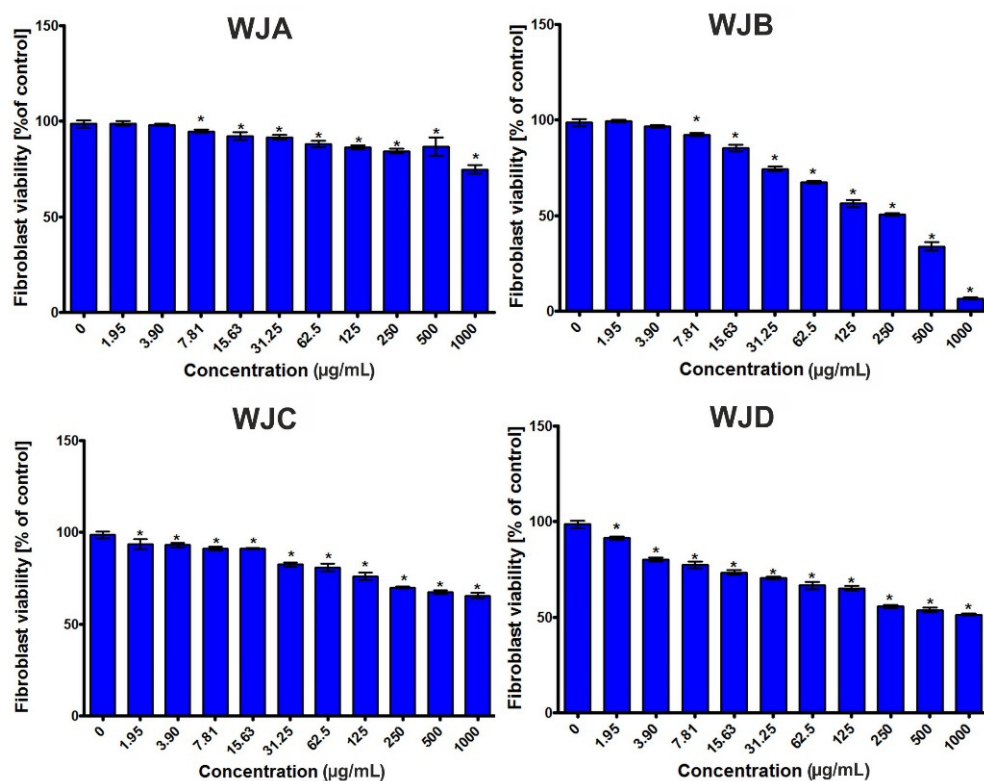 WJA
Fibroblast viability [%of control]
150
100
50
0
* * * * * * * *
0 1.95 3.90 7.81 15.63 31.25 62.5 125 250 500 1000
Concentration (µg/mL)
WJB
Fibroblast viability [% of control]
150
100
50
0
* * * * * * * *
0 1.95 3.90 7.81 15.63 31.25 62.5 125 250 500 1000
Concentration (µg/mL)
WJC
Fibroblast viability [% of control]
150
100
50
0
* * * * * * * * * *
0 1.95 3.90 7.81 15.63 31.25 62.5 125 250 500 1000
Concentration (µg/mL)
WJD
Fibroblast viability [% of control]
150
100
50
0
* * * * * * * * * *
0 1.95 3.90 7.81 15.63 31.25 62.5 125 250 500 1000
Concentration (µg/mL)